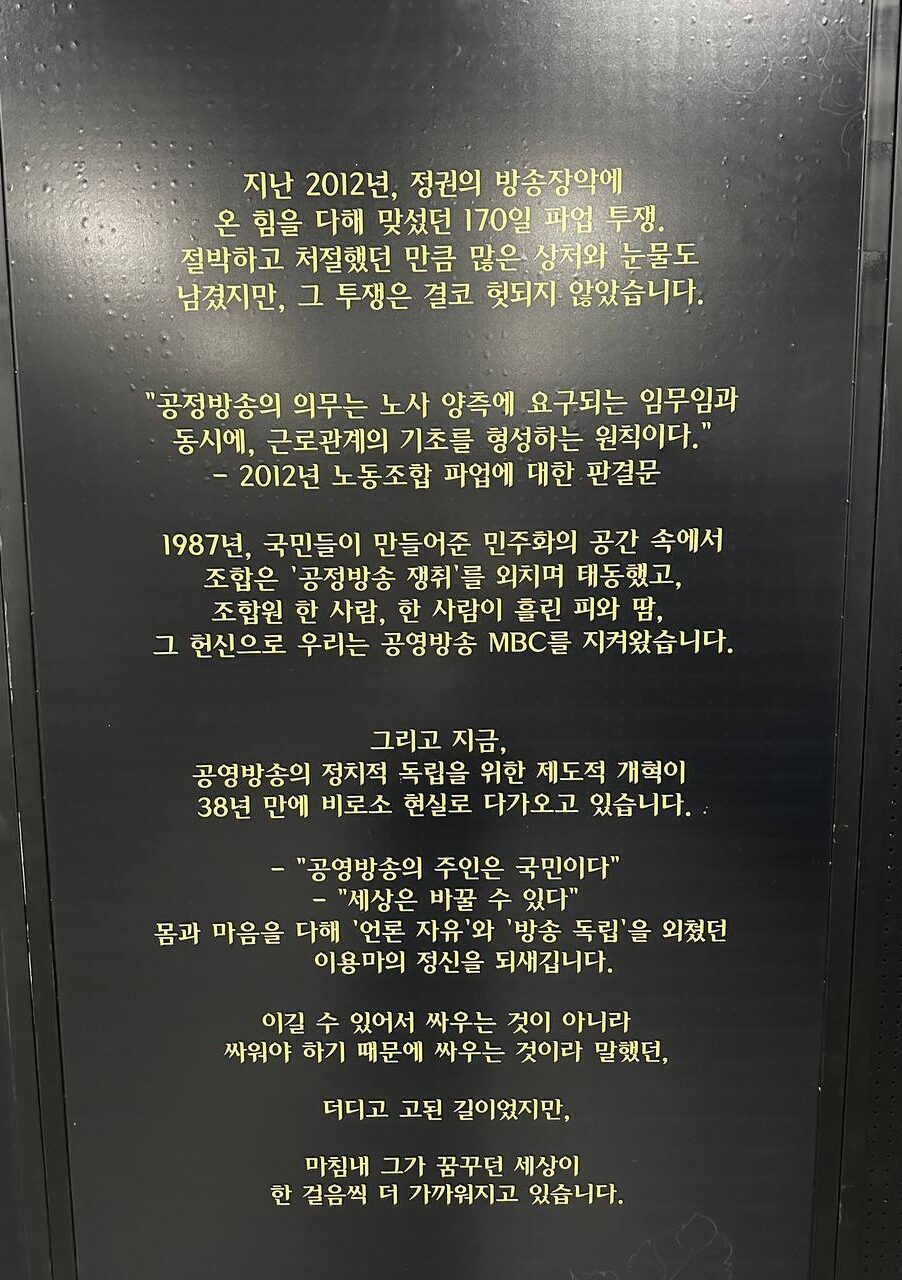 지난 2012년, 정권의 방송장악에
온 힘을 다해 맞섰던 170일 파업 투쟁.
절박하고 처절했던 만큼 많은 상처와 눈물도
남겼지만, 그 투쟁은 결코 헛되지 않았습니다.
"공정방송의 의무는 노사 양측에 요구되는 임무임과
동시에, 근로관계의 기초를 형성하는 원칙이다."
- 2012년 노동조합 파업에 대한 판결문
1987년, 국민들이 만들어준 민주화의 공간 속에서
조합은 '공정방송 쟁취'를 외치며 태동했고,
조합원 한 사람, 한 사람이 흘린 피와 땀,
그 헌신으로 우리는 공영방송 MBC를 지켜왔습니다.
그리고 지금,
공영방송의 정치적 독립을 위한 제도적 개혁이
38년 만에 비로소 현실로 다가오고 있습니다.
- "공영방송의 주인은 국민이다"
- "세상은 바꿀 수 있다"
몸과 마음을 다해 '언론 자유'와 '방송 독립'을 외쳤던
이용마의 정신을 되새깁니다.
이길 수 있어서 싸우는 것이 아니라
싸워야 하기 때문에 싸우는 것이라 말했던,
더디고 고된 길이었지만,
마침내 그가 꿈꾸던 세상이
한 걸음씩 더 가까워지고 있습니다.